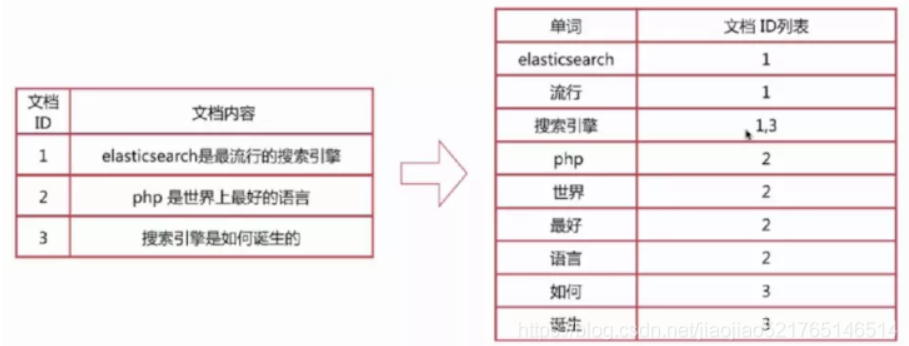 文档 ID 文档内容
1 elasticsearch是最流行的搜索引擎
2 php 是世界上最好的语言
3 搜索引擎是如何诞生的
单词 文档 ID列表
elasticsearch 1
流行 1
搜索引擎 1,3
php 2
世界 2
最好 2
语言 2
如何 3
诞生 3
https://blog.csdn.net/jiaojiao521765146514